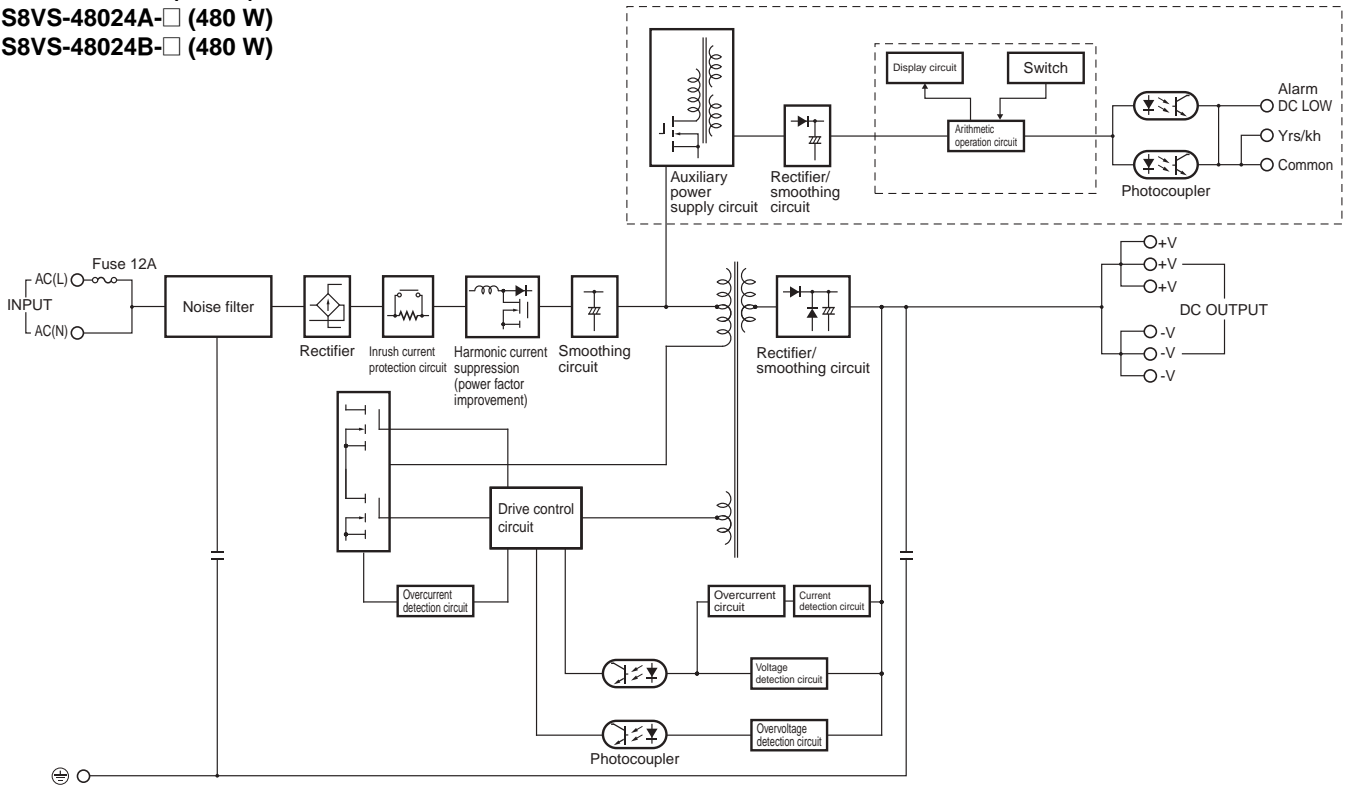 S8VS-48024A-□ (480 W)
S8VS-48024B-□ (480 W)
Display circuit
Switch
Arithmetic
operation circuit
Alarm
DC LOW
Yrs/kh
Common
Photocoupler
Auxiliary
power
supply circuit
Rectifier/
smoothing
circuit
INPUT
AC(L)
Fuse 12A
AC(N)
Noise filter
Rectifier
Inrush current
protection circuit
Harmonic current
suppression
(power factor
improvement)
Smoothing
circuit
Rectifier/
smoothing circuit
+V
+V
+V
DC OUTPUT
-V
-V
-V
Drive control
circuit
Overcurrent
detection circuit
Overcurrent
circuit
Current
detection circuit
Voltage
detection circuit
Overvoltage
detection circuit
Photocoupler